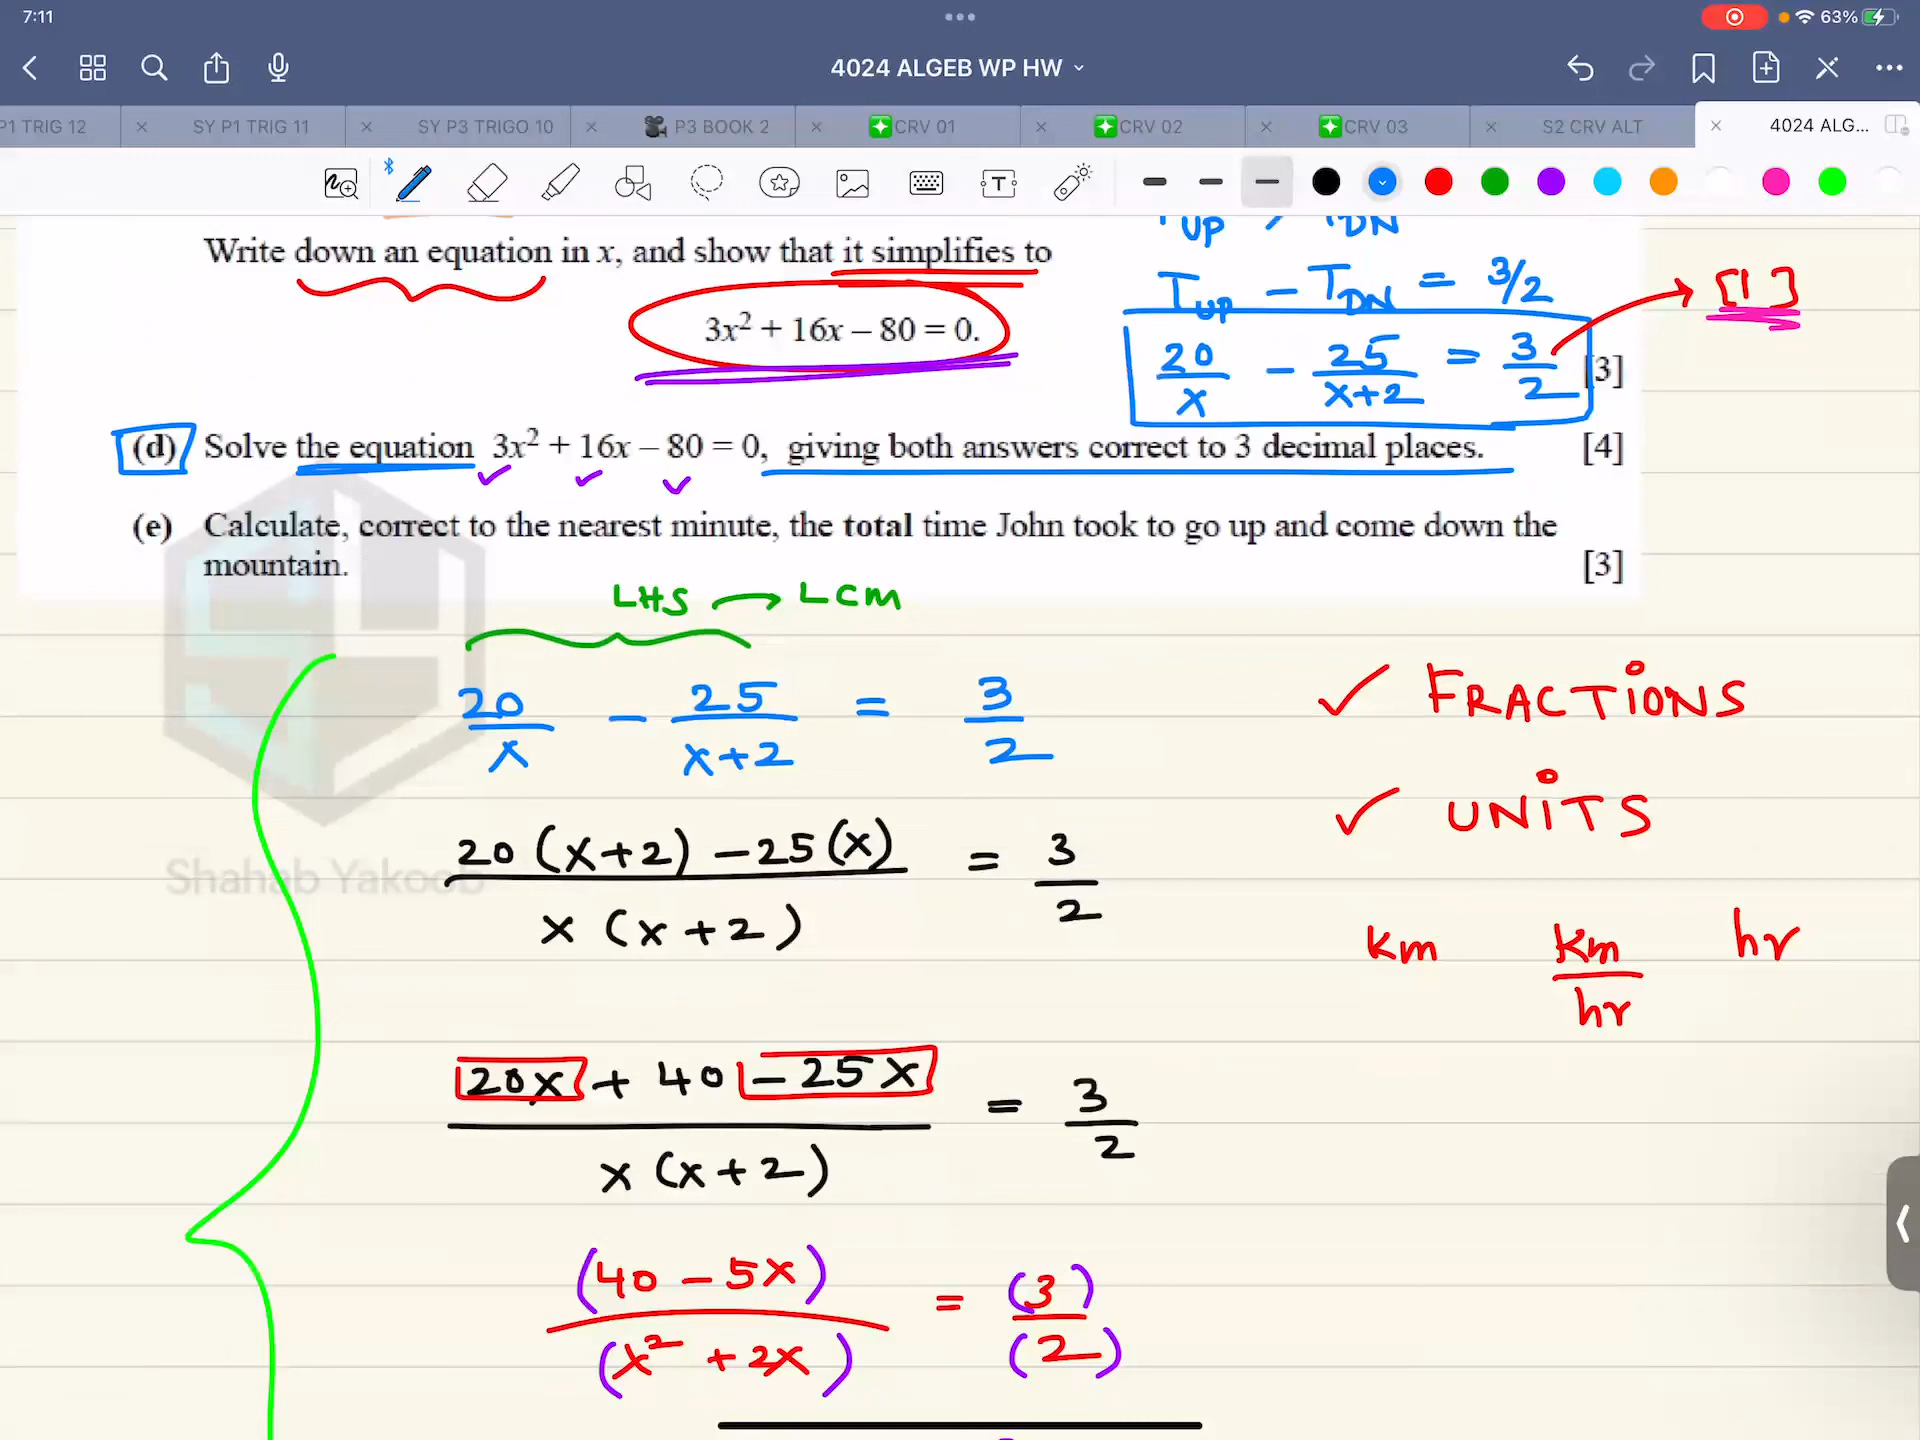 7:11
63%
4024 ALGEB WP HW
P1 TRIG 12
SY P1 TRIG 11
SY P3 TRIGO 10
P3 BOOK 2
CRV 01
CRV 02
CRV 03
S2 CRV ALT
4024 ALG...
T UP > T DN
Write down an equation in x, and show that it simplifies to
T UP − T DN = 3/2
[1]
3x² + 16x – 80 = 0.
20/x − 25/(x+2) = 3/2
[3]
(d) Solve the equation 3x² + 16x – 80 = 0, giving both answers correct to 3 decimal places. [4]
(e) Calculate, correct to the nearest minute, the total time John took to go up and come down the
mountain. [3]
LHS → LCM
20/x − 25/(x+2) = 3/2
✓ FRACTIONS
✓ UNITS
(20(x+2) − 25(x))/(x(x+2)) = 3/2
Shahab Yakoob
km km/hr hr
(20x + 40 − 25x)/(x(x+2)) = 3/2
(40 − 5x)/(x² + 2x) = (3)/(2)